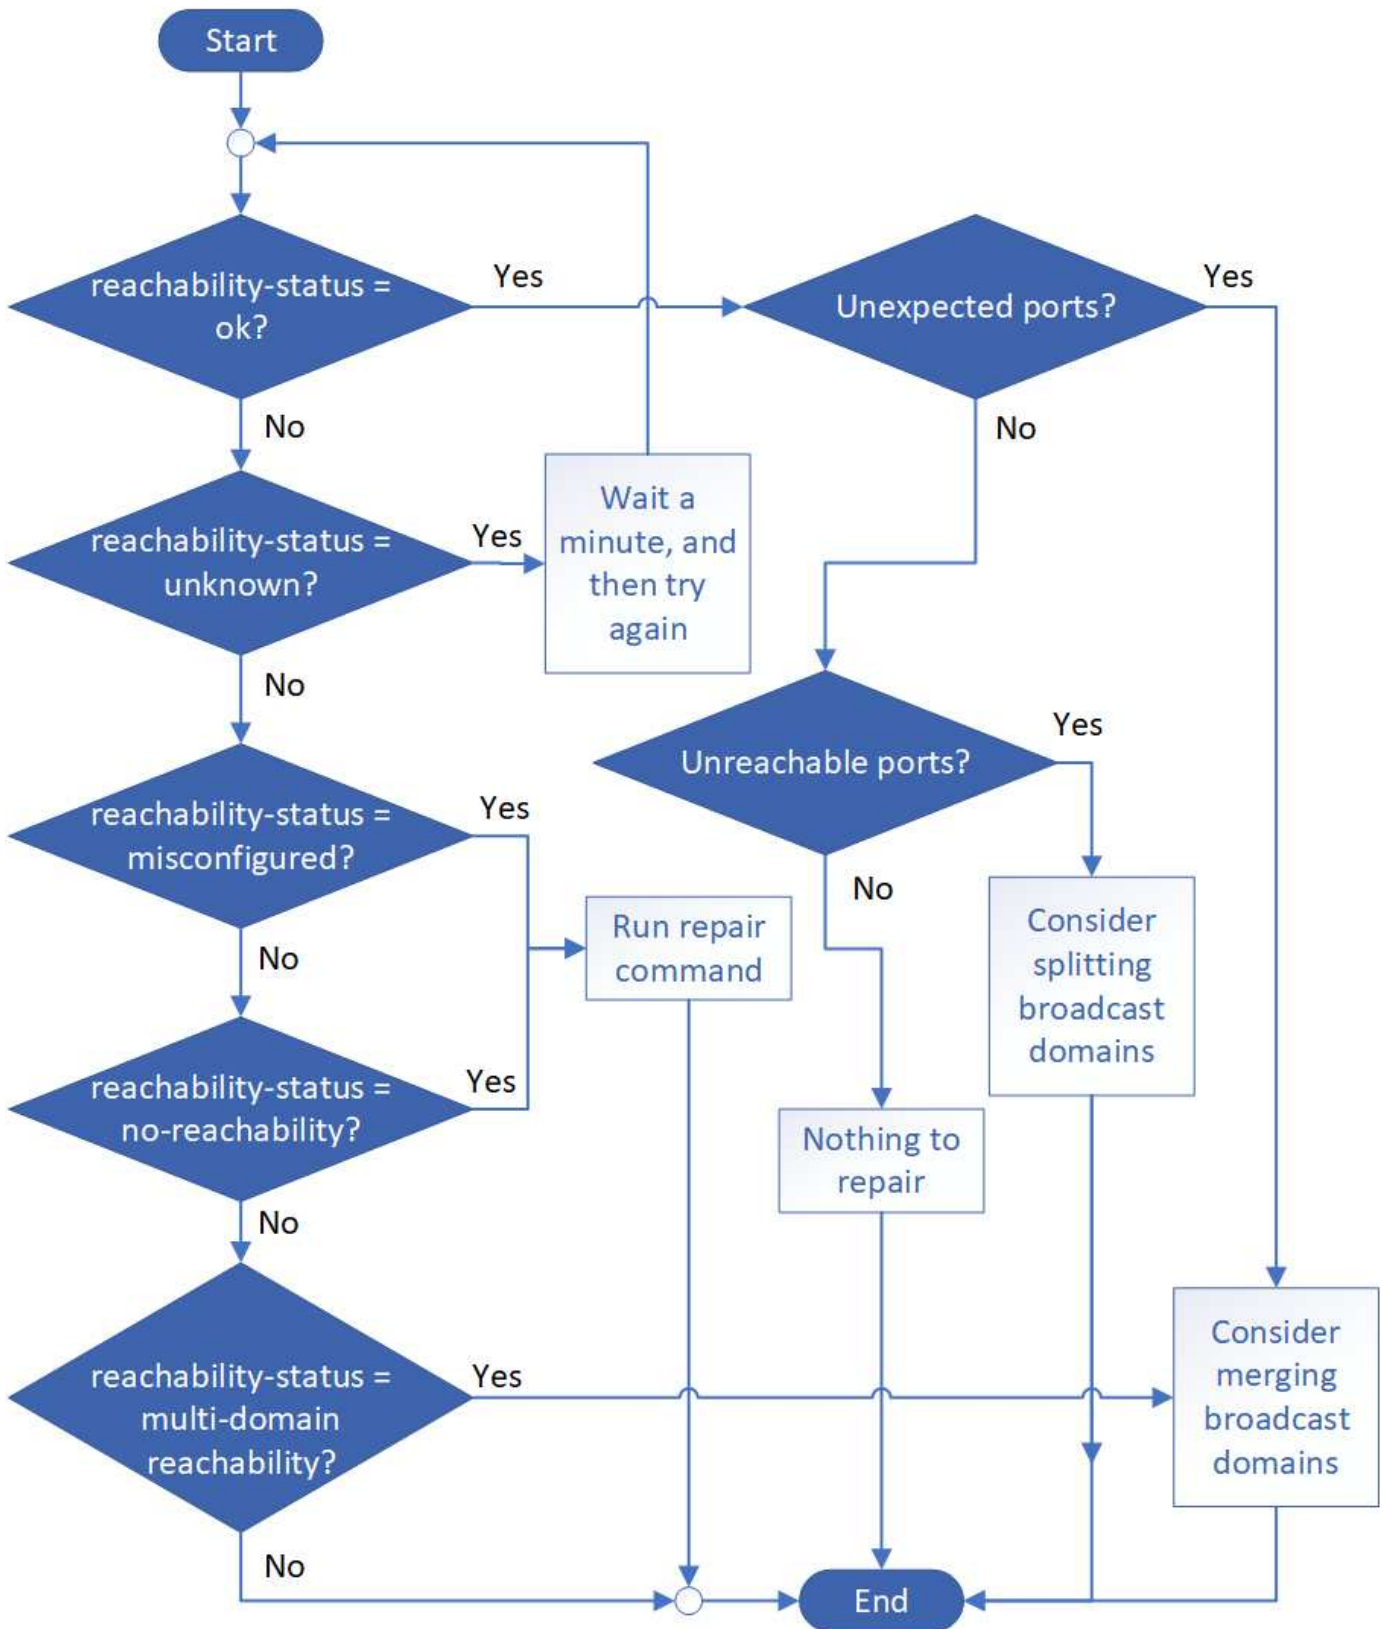 Start
reachability-status =
ok?
Yes
Unexpected ports?
Yes
No
No
reachability-status =
unknown?
Yes
Wait a
minute, and
then try
again
No
Unreachable ports?
Yes
reachability-status =
misconfigured?
Yes
No
Run repair
command
Consider
splitting
broadcast
domains
No
reachability-status =
no-reachability?
Yes
Nothing to
repair
No
reachability-status =
multi-domain
reachability?
Yes
Consider
merging
broadcast
domains
No
End